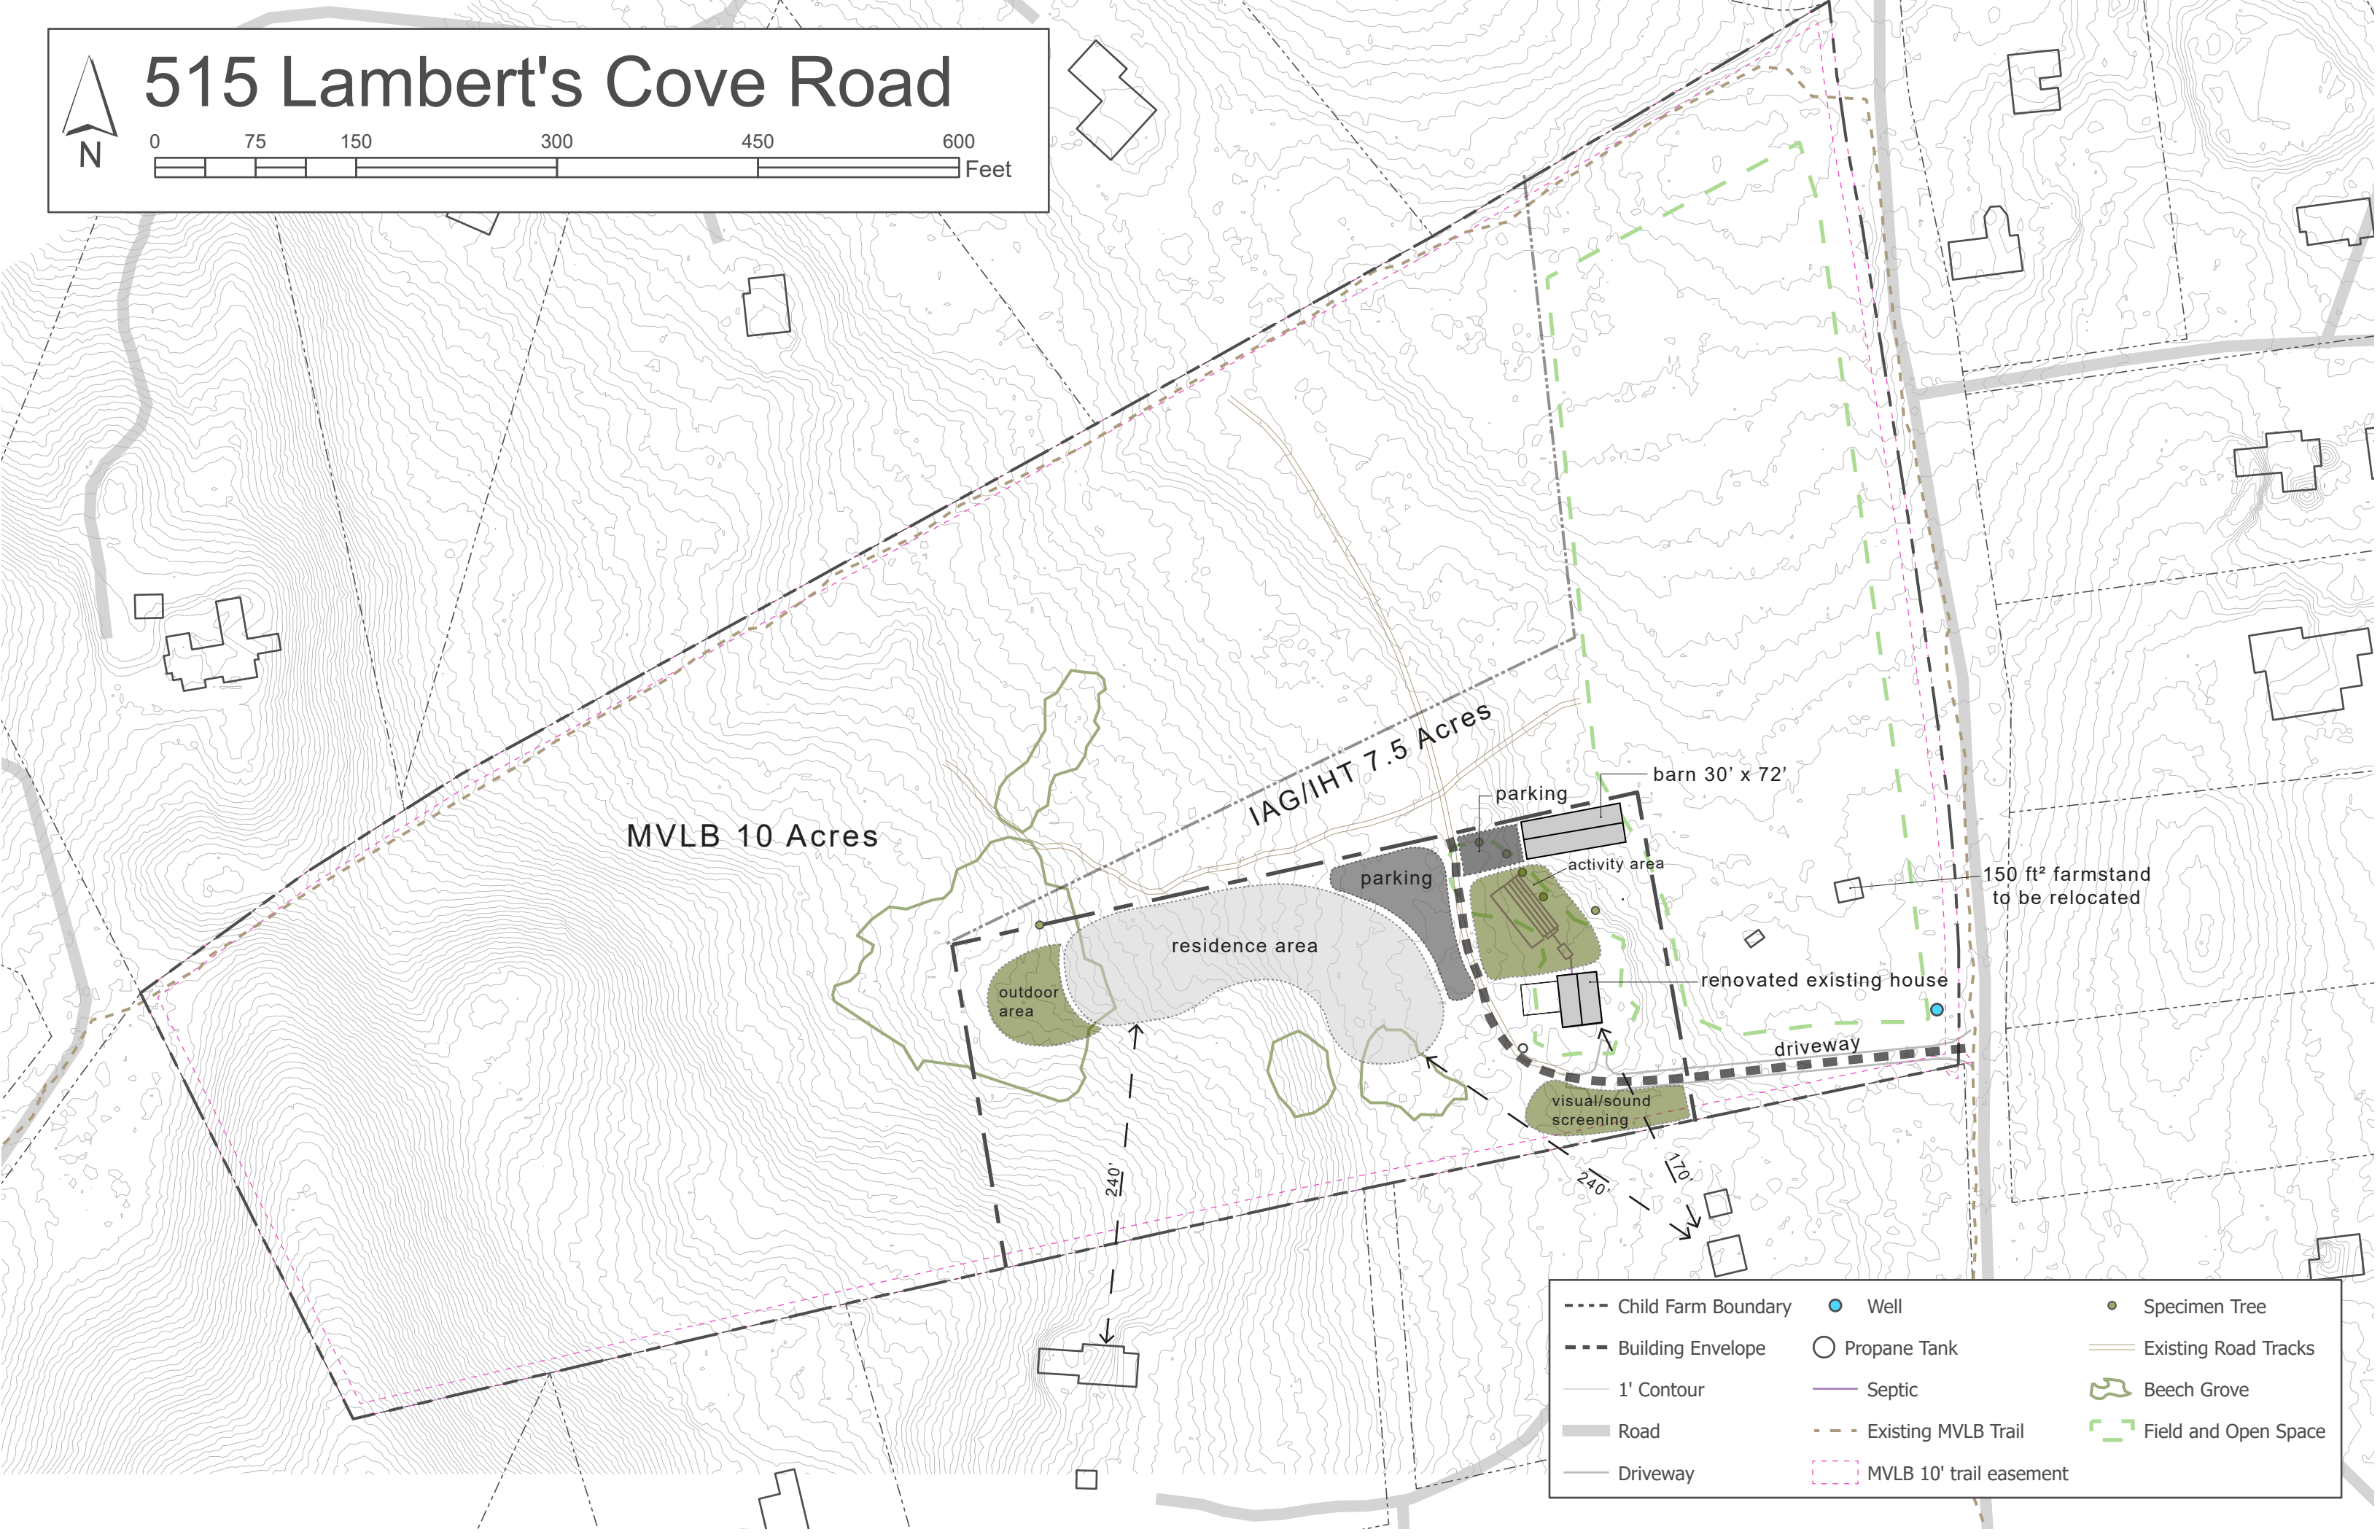 515 Lambert's Cove Road
N
0 75 150 300 450 600
Feet
MVLB 10 Acres
IAG/IHT 7.5 Acres
barn 30’ x 72’
parking
parking
activity area
150 ft² farmstand
to be relocated
residence area
outdoor
area
renovated existing house
driveway
visual/sound
screening
240’
240’
170’
Child Farm Boundary
Building Envelope
1' Contour
Road
Driveway
Well
Propane Tank
Septic
Existing MVLB Trail
MVLB 10' trail easement
Specimen Tree
Existing Road Tracks
Beech Grove
Field and Open Space